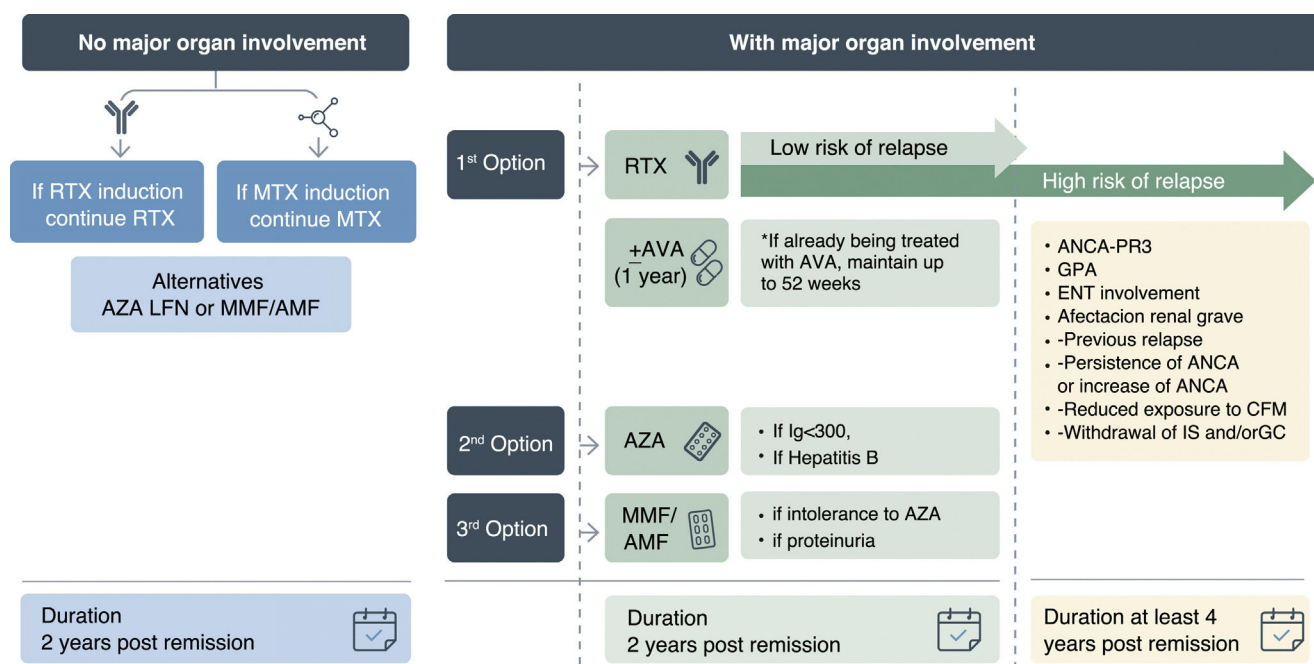 No major organ involvement
If RTX induction
continue RTX
If MTX induction
continue MTX
Alternatives
AZA LFN or MMF/AMF
Duration
2 years post remission
With major organ involvement
1st Option
RTX
Low risk of relapse
High risk of relapse
+AVA
(1 year)
*If already being treated
with AVA, maintain up
to 52 weeks
2nd Option
AZA
• If Ig<300,
• If Hepatitis B
3rd Option
MMF/
AMF
• if intolerance to AZA
• if proteinuria
Duration
2 years post remission
• ANCA-PR3
• GPA
• ENT involvement
• Afectacion renal grave
• -Previous relapse
• -Persistence of ANCA
or increase of ANCA
• -Reduced exposure to CFM
• -Withdrawal of IS and/orGC
Duration at least 4
years post remission